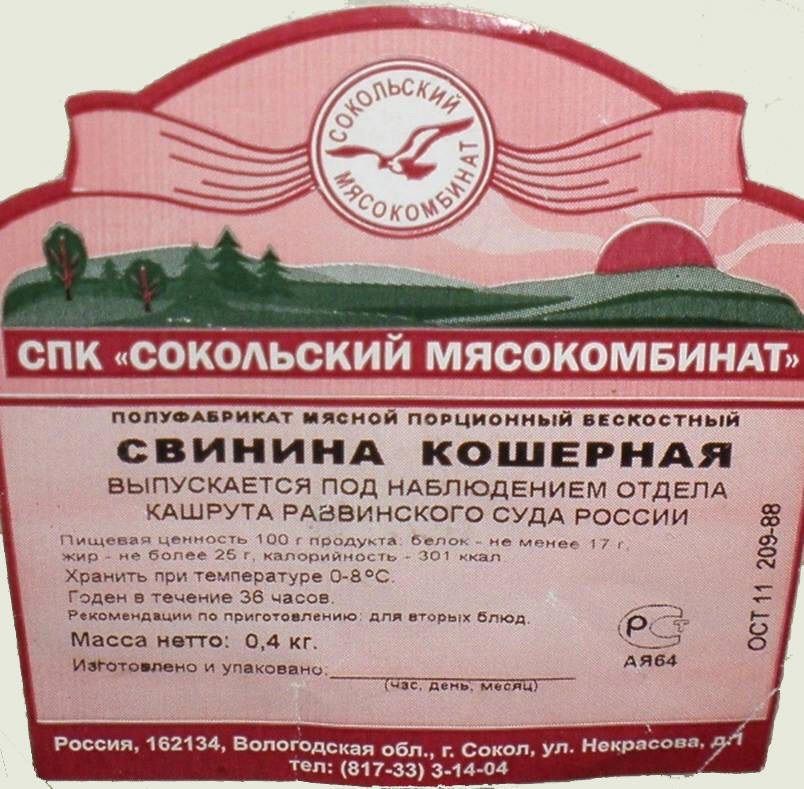 СОКОЛЬСКИЙ
МЯСОКОМБИНАТ
СПК «СОКОЛЬСКИЙ МЯСОКОМБИНАТ»
ПОЛУФАБРИКАТ МЯСНОЙ ПОРЦИОННЫЙ БЕСКОСТНЫЙ
СВИНИНА КОШЕРНАЯ
ВЫПУСКАЕТСЯ ПОД НАБЛЮДЕНИЕМ ОТДЕЛА
КАШРУТА РАВВИНСКОГО СУДА РОССИИ
Пищевая ценность 100 г продукта: белок - не менее 17 г,
жир - не более 25 г, калорийность - 301 ккал
Хранить при температуре 0-8°С.
Годен в течение 36 часов.
Рекомендации по приготовлению: для вторых блюд.
Масса нетто: 0,4 кг.
Изготовлено и упаковано:
(час, день, месяц)
РСТ
АЯ64
ОСТ 11 209-88
Россия, 162134, Вологодская обл., г. Сокол, ул. Некрасова, д.1
тел: (817-33) 3-14-04